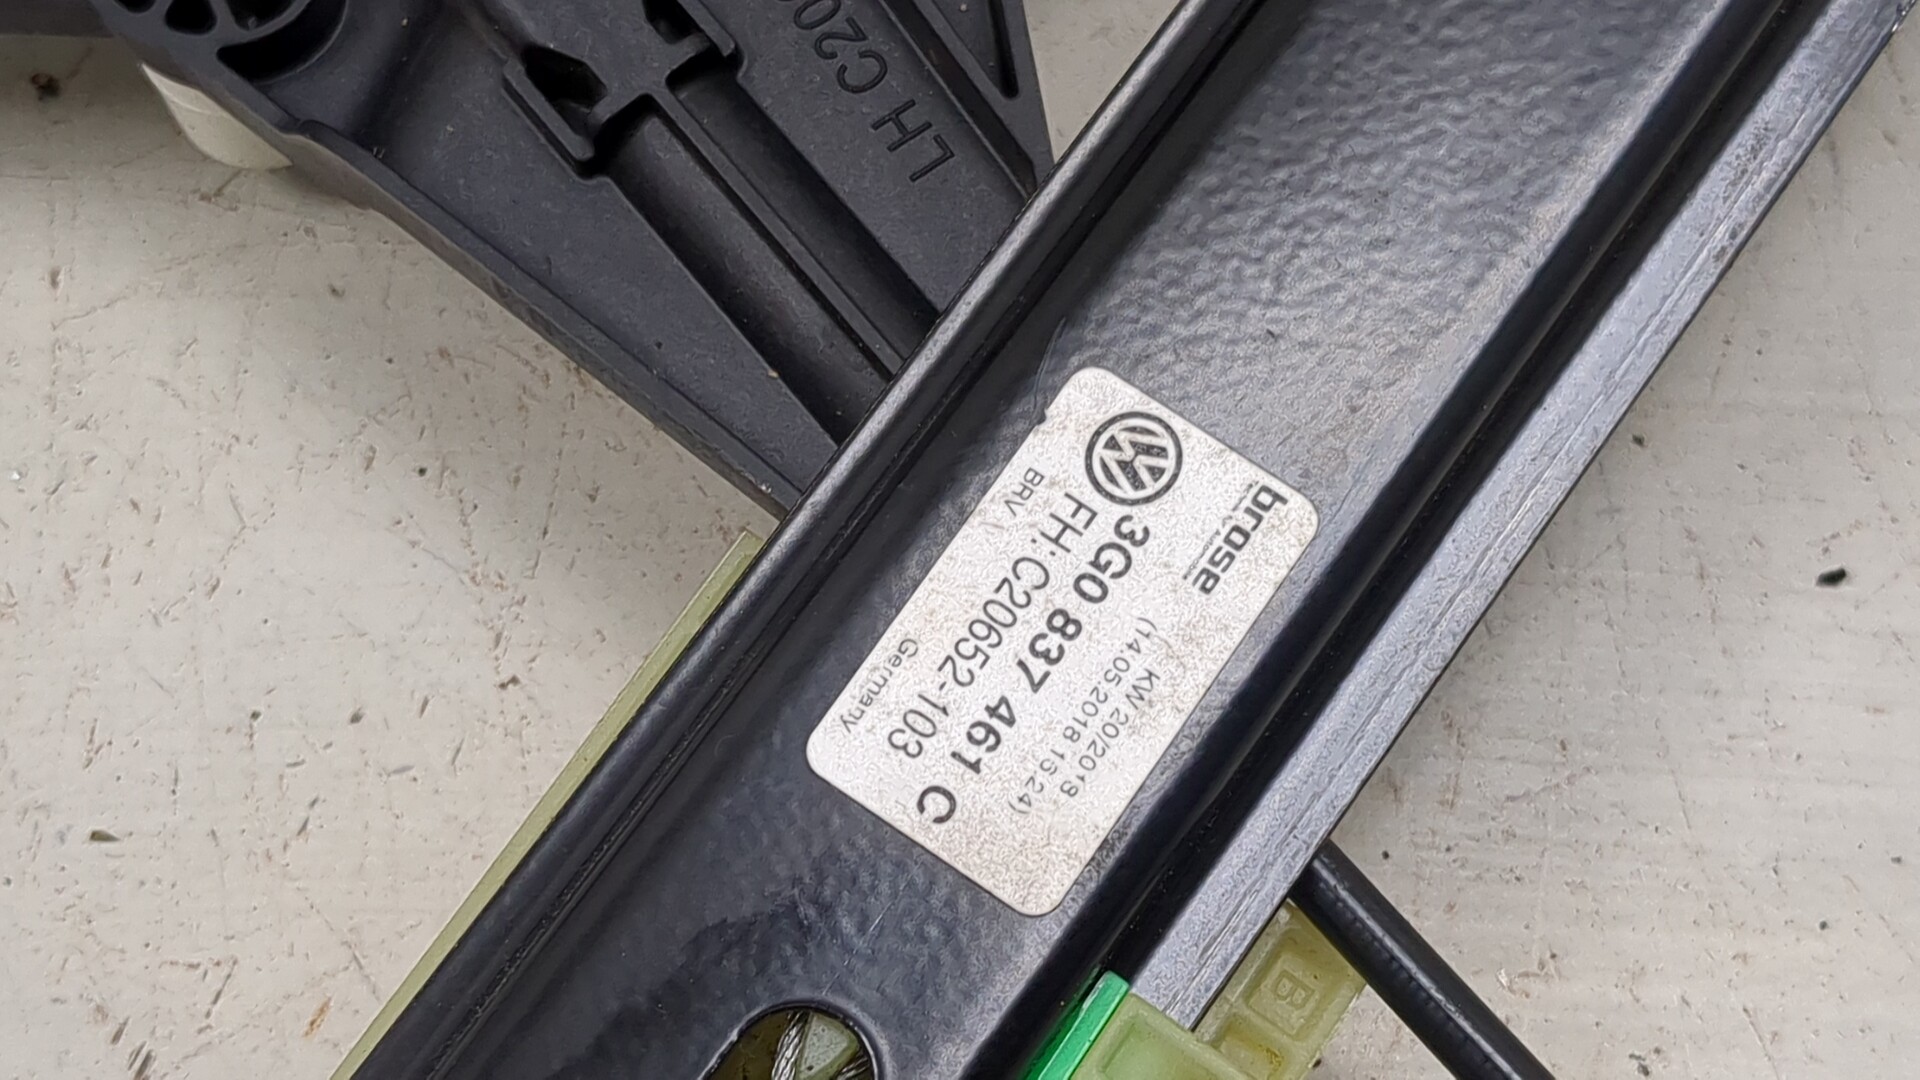 LH C20
brose
KW 20/2018
(14.05.2018 15:24)
3G0 837 461 C
FH: C20652-103
BRV
Germany
B